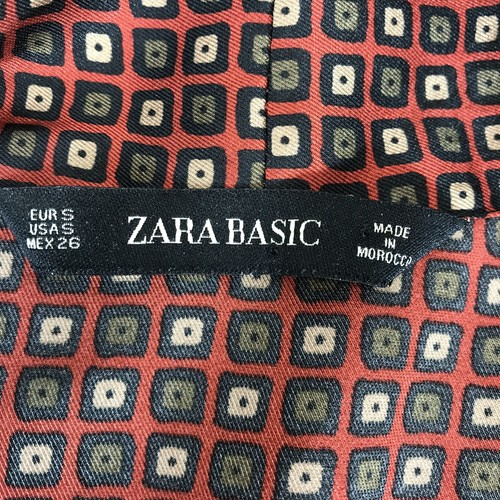 EUR S
USA S
MEX 26
ZARA BASIC
MADE
IN
MOROCCO